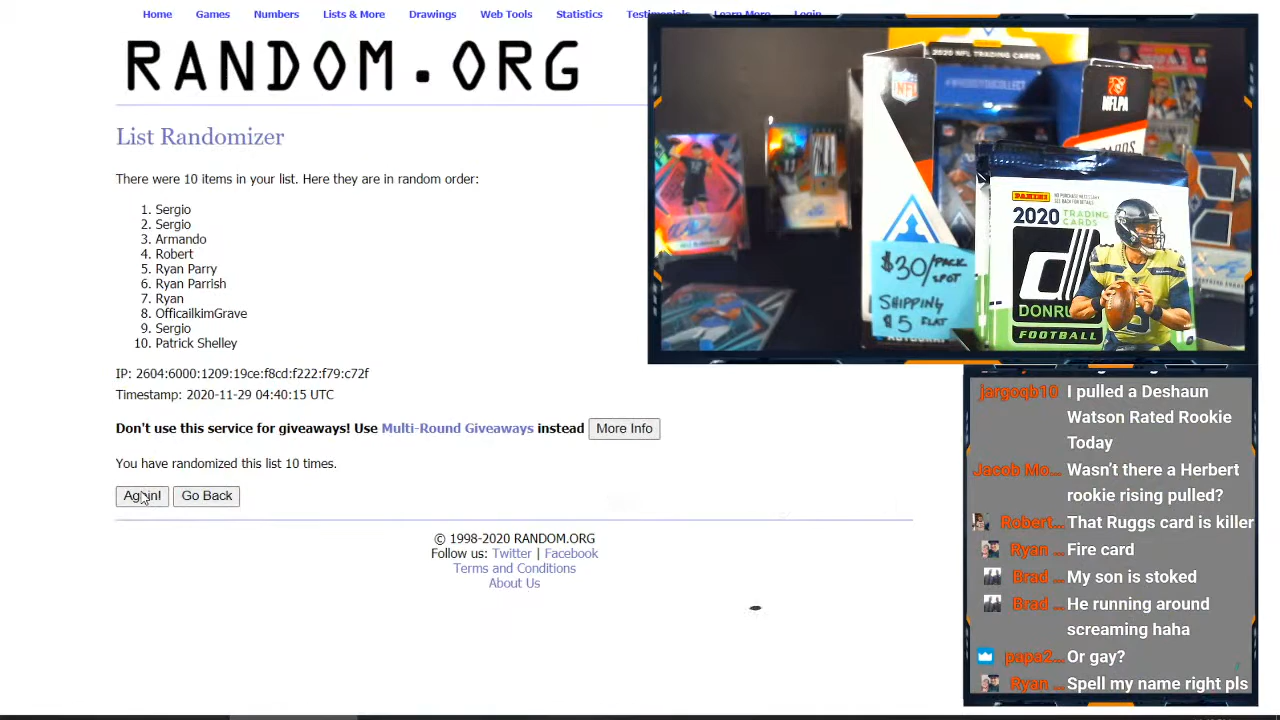 Home Games Numbers Lists & More Drawings Web Tools Statistics Testimonials Learn More Login
RANDOM.ORG
List Randomizer
There were 10 items in your list. Here they are in random order:
1. Sergio
2. Sergio
3. Armando
4. Robert
5. Ryan Parry
6. Ryan Parrish
7. Ryan
8. OfficailkimGrave
9. Sergio
10. Patrick Shelley
IP: 2604:6000:1209:19ce:f8cd:f222:f79:c72f
Timestamp: 2020-11-29 04:40:15 UTC
Don't use this service for giveaways! Use Multi-Round Giveaways instead More Info
You have randomized this list 10 times.
Again! Go Back
© 1998-2020 RANDOM.ORG
Follow us: Twitter | Facebook
Terms and Conditions
About Us
2020 NFL TRADING CARDS
NFL
NFLPA
PANINI
2020 TRADING CARDS
DONRU
FOOTBALL
$30/PACK
SPOT
SHIPPING
$5 FLAT
jargoqb10 I pulled a Deshaun
Watson Rated Rookie
Today
Jacob Mo... Wasn't there a Herbert
rookie rising pulled?
Robert... That Ruggs card is killer
Ryan ... Fire card
Brad ... My son is stoked
Brad ... He running around
screaming haha
papa2... Or gay?
Ryan ... Spell my name right pls